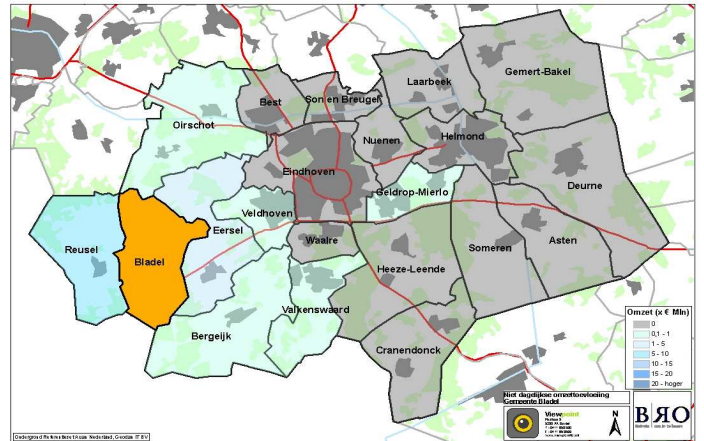 Gemert-Bakel
Laarbeek
Best
Son en Breugel
Oirschot
Nuenen
Helmond
Eindhoven
Deurne
Geldrop-Mierlo
Veldhoven
Eersel
Waalre
Reusel
Bladel
Someren
Asten
Heeze-Leende
Valkenswaard
Bergeijk
Cranendonck
Omzet (x € Mln)
0
0,1 - 1
1 - 5
5 - 10
10 - 15
15 - 20
20 - hoger
Niet dagelijkse omzettoevloeiing
Gemeente Bladel
Viewpoint
N
BRO